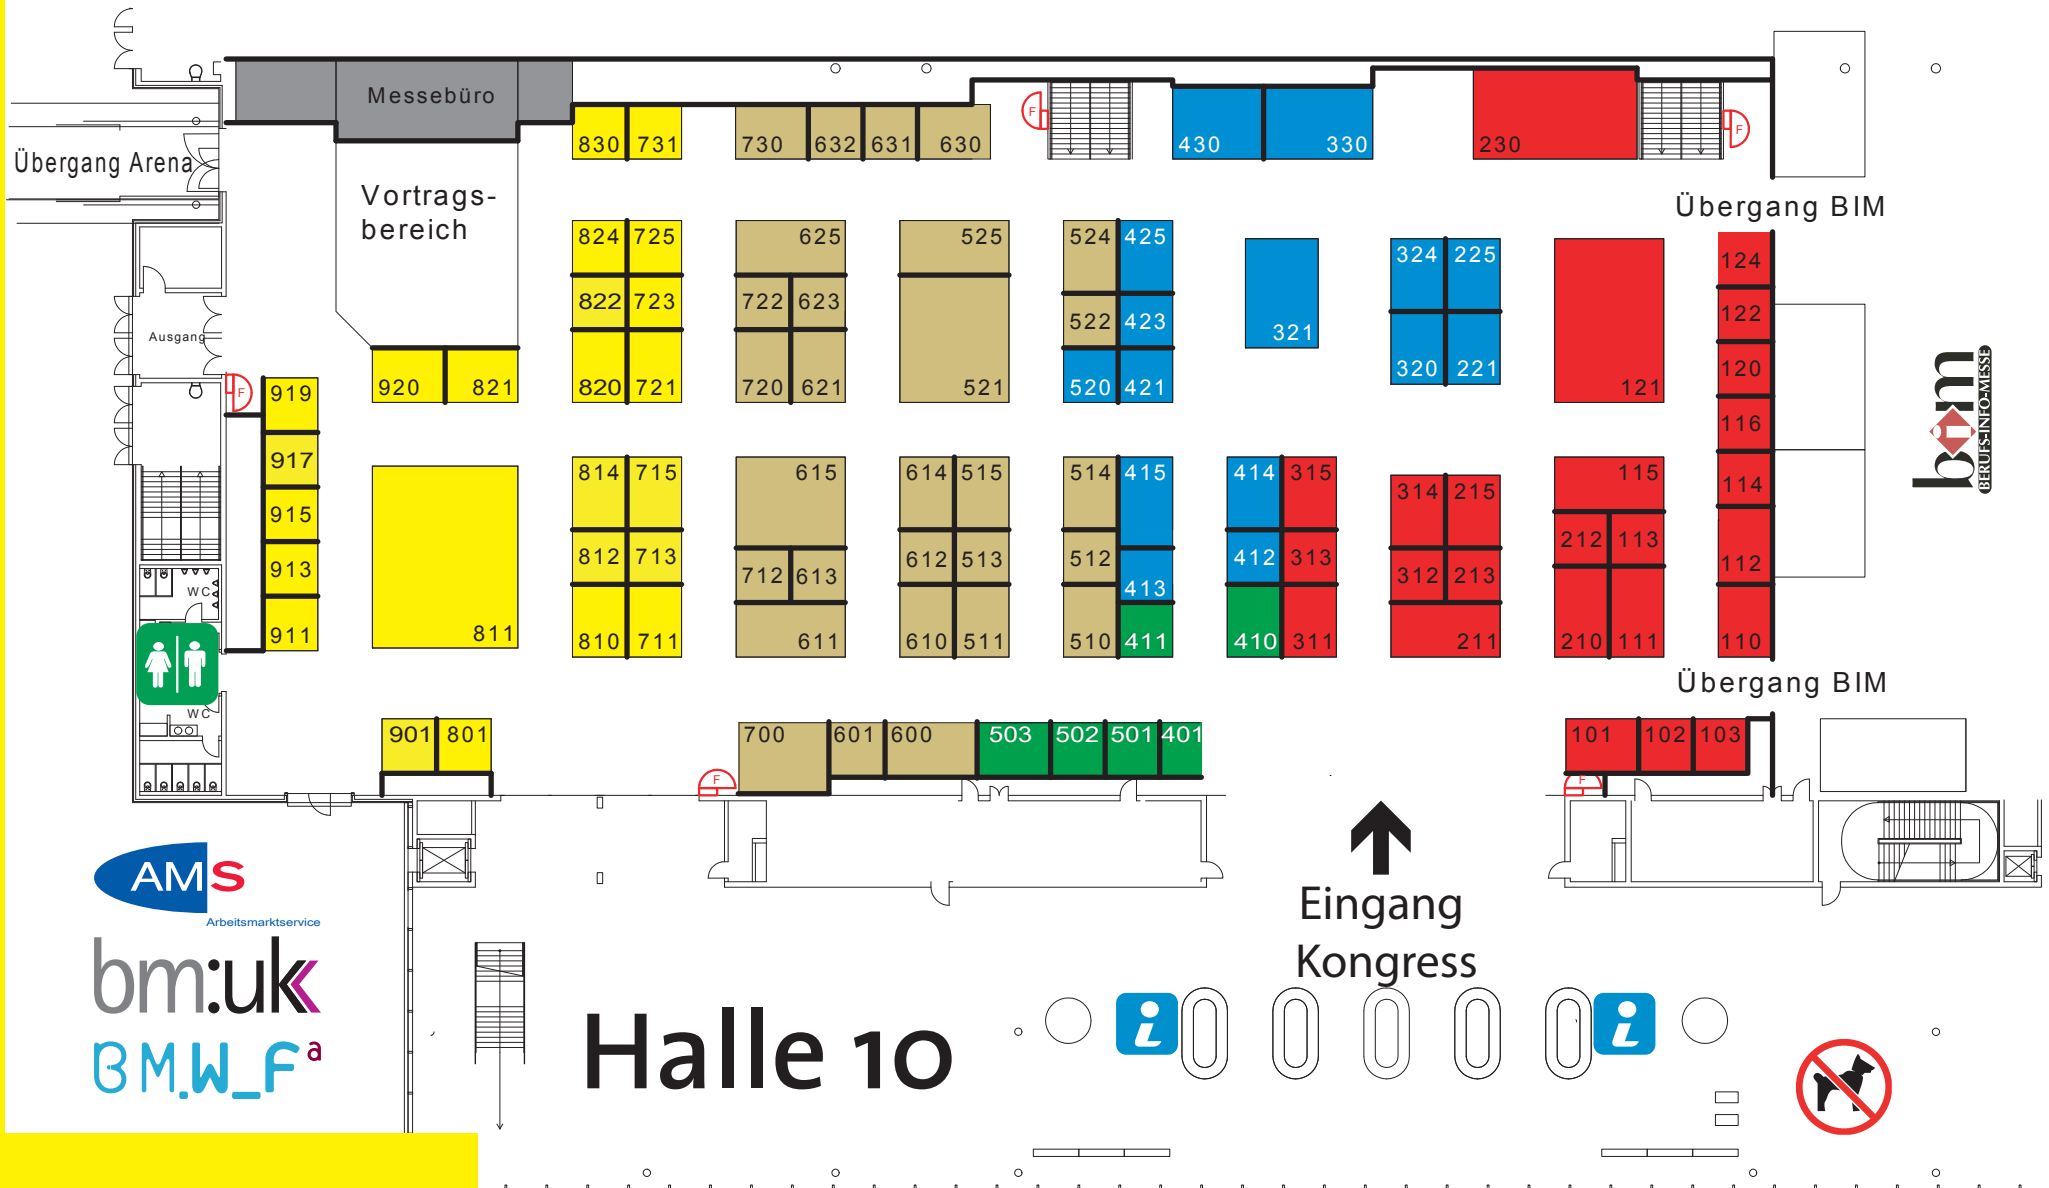 Messebüro
830 731 730 632 631 630 430 330 230
F
F
Übergang Arena
Vortrags-
bereich
Übergang BIM
824 725 625 525 524 425 324 225 124
822 723 722 623 522 423 321 122
Ausgang
920 821 820 721 720 621 521 520 421 320 221 121 120
F
919
116
917 814 715 615 614 515 514 415 414 315 314 215 115 114
915
913 812 713 712 613 612 513 512 413 412 313 312 213 212 113 112
WC
911 811 810 711 611 610 511 510 411 410 311 211 210 111 110
WC
Übergang BIM
901 801 700 601 600 503 502 501 401 101 102 103
F
F
bim
BERUFS-INFO-MESSE
AMS
Arbeitsmarktservice
bm:uk
BM.W_Fa
Eingang
Kongress
i
i
Halle 10